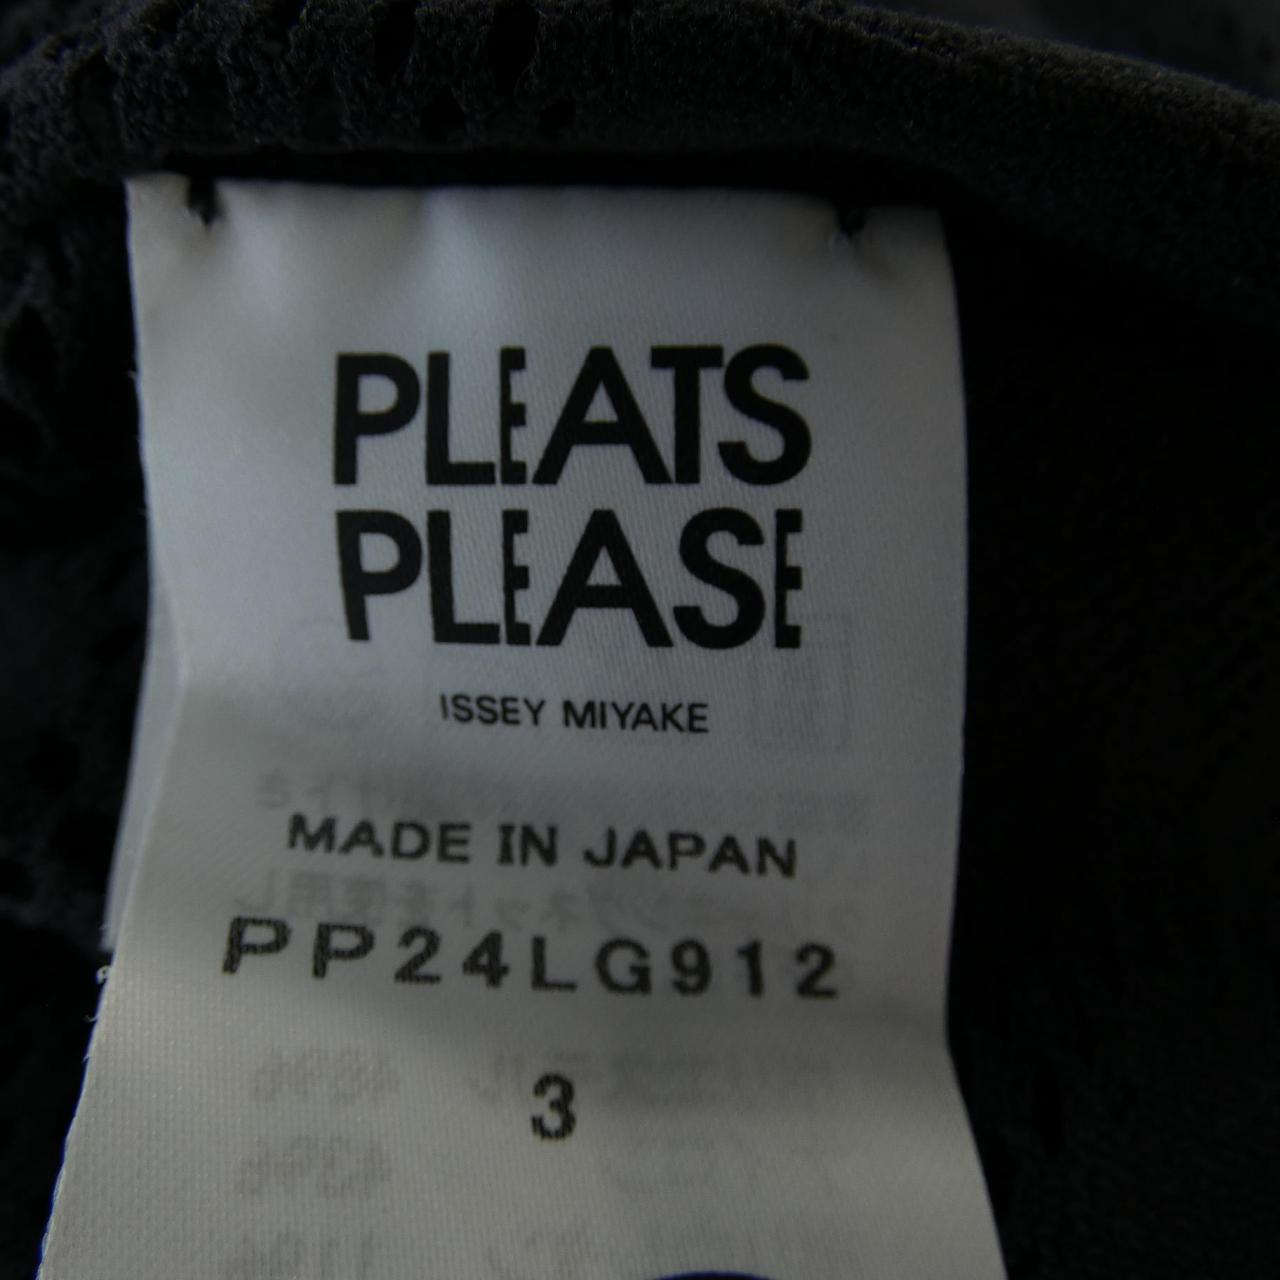 PLEATS
PLEASE
ISSEY MIYAKE
MADE IN JAPAN
PP24LG912
3